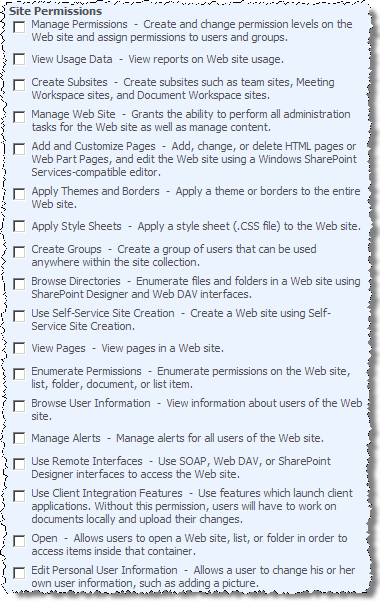 Site Permissions
Manage Permissions  -  Create and change permission levels on the
Web site and assign permissions to users and groups.
View Usage Data  -  View reports on Web site usage.
Create Subsites  -  Create subsites such as team sites, Meeting
Workspace sites, and Document Workspace sites.
Manage Web Site  -  Grants the ability to perform all administration
tasks for the Web site as well as manage content.
Add and Customize Pages  -  Add, change, or delete HTML pages or
Web Part Pages, and edit the Web site using a Windows SharePoint
Services-compatible editor.
Apply Themes and Borders  -  Apply a theme or borders to the entire
Web site.
Apply Style Sheets  -  Apply a style sheet (.CSS file) to the Web site.
Create Groups  -  Create a group of users that can be used
anywhere within the site collection.
Browse Directories  -  Enumerate files and folders in a Web site using
SharePoint Designer and Web DAV interfaces.
Use Self-Service Site Creation  -  Create a Web site using Self-
Service Site Creation.
View Pages  -  View pages in a Web site.
Enumerate Permissions  -  Enumerate permissions on the Web site,
list, folder, document, or list item.
Browse User Information  -  View information about users of the Web
site.
Manage Alerts  -  Manage alerts for all users of the Web site.
Use Remote Interfaces  -  Use SOAP, Web DAV, or SharePoint
Designer interfaces to access the Web site.
Use Client Integration Features  -  Use features which launch client
applications. Without this permission, users will have to work on
documents locally and upload their changes.
Open  -  Allows users to open a Web site, list, or folder in order to
access items inside that container.
Edit Personal User Information  -  Allows a user to change his or her
own user information, such as adding a picture.